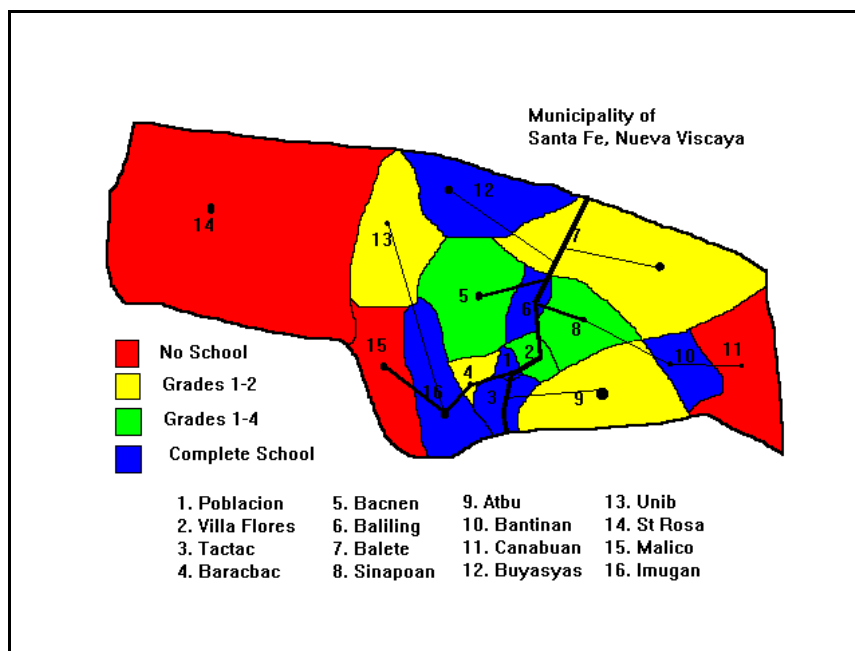 Municipality of
Santa Fe, Nueva Viscaya
12
14
13
7
5
6
8
15
2
1
10
11
4
16
3
9
No School
Grades 1-2
Grades 1-4
Complete School
1. Poblacion 5. Bacnen 9. Atbu 13. Unib
2. Villa Flores 6. Baliling 10. Bantinan 14. St Rosa
3. Tactac 7. Balete 11. Canabuan 15. Malico
4. Baracbac 8. Sinapoan 12. Buyasyas 16. Imugan